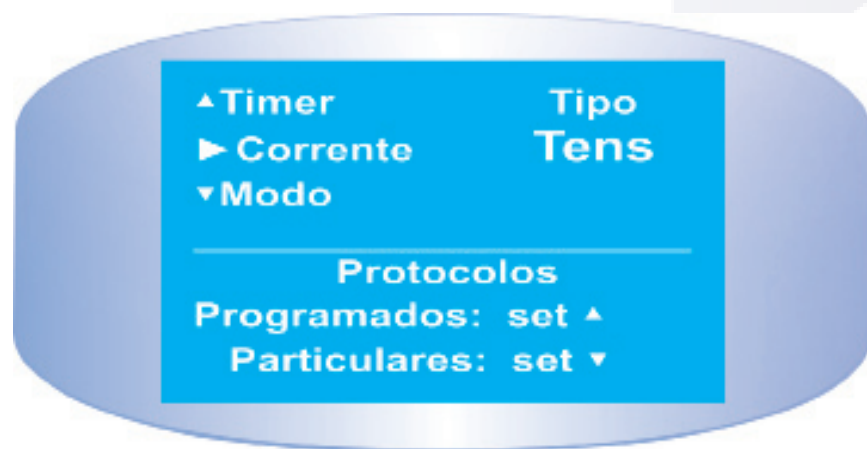 ▲Timer Tipo
►Corrente Tens
▼Modo
Protocolos
Programados: set ▲
Particulares: set ▼